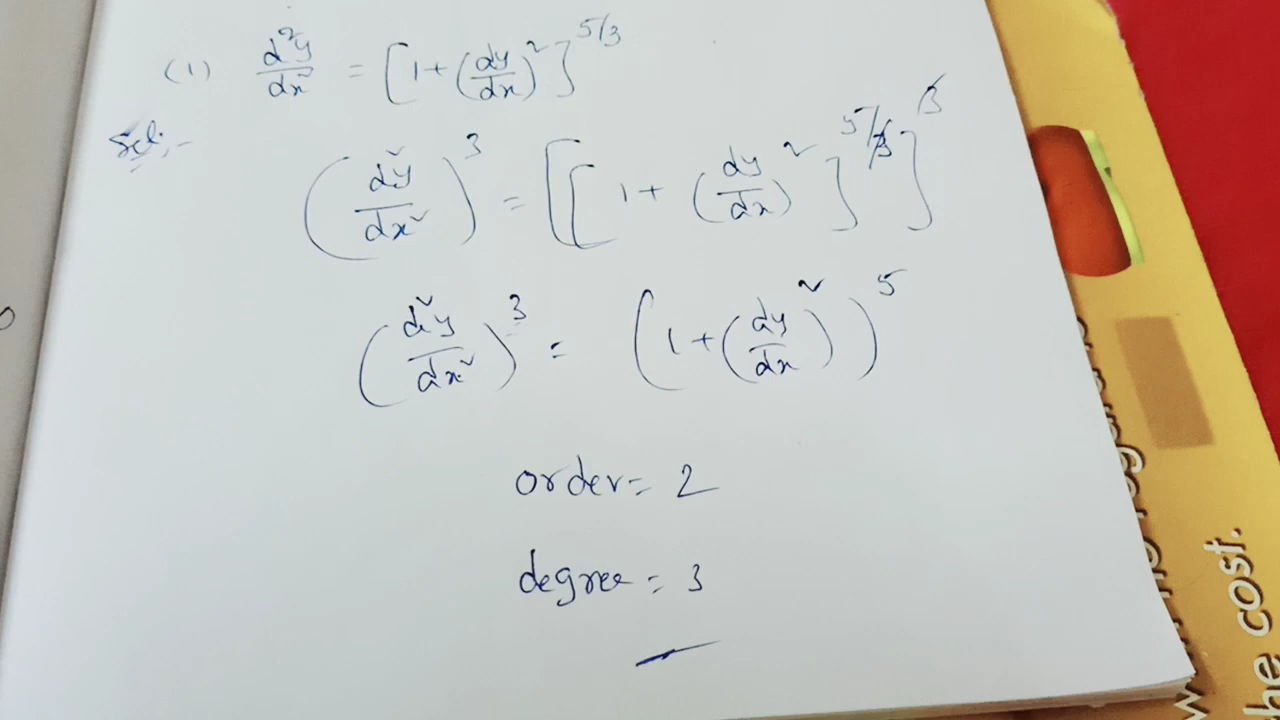 (1) d²y/dx² = [1+(dy/dx)²]^5/3
Sol:-
(d²y/dx²)³ = [[1+(dy/dx)²]^5/3]^3
(d²y/dx²)³ = (1+(dy/dx)²)^5
order = 2
degree = 3
he cost.